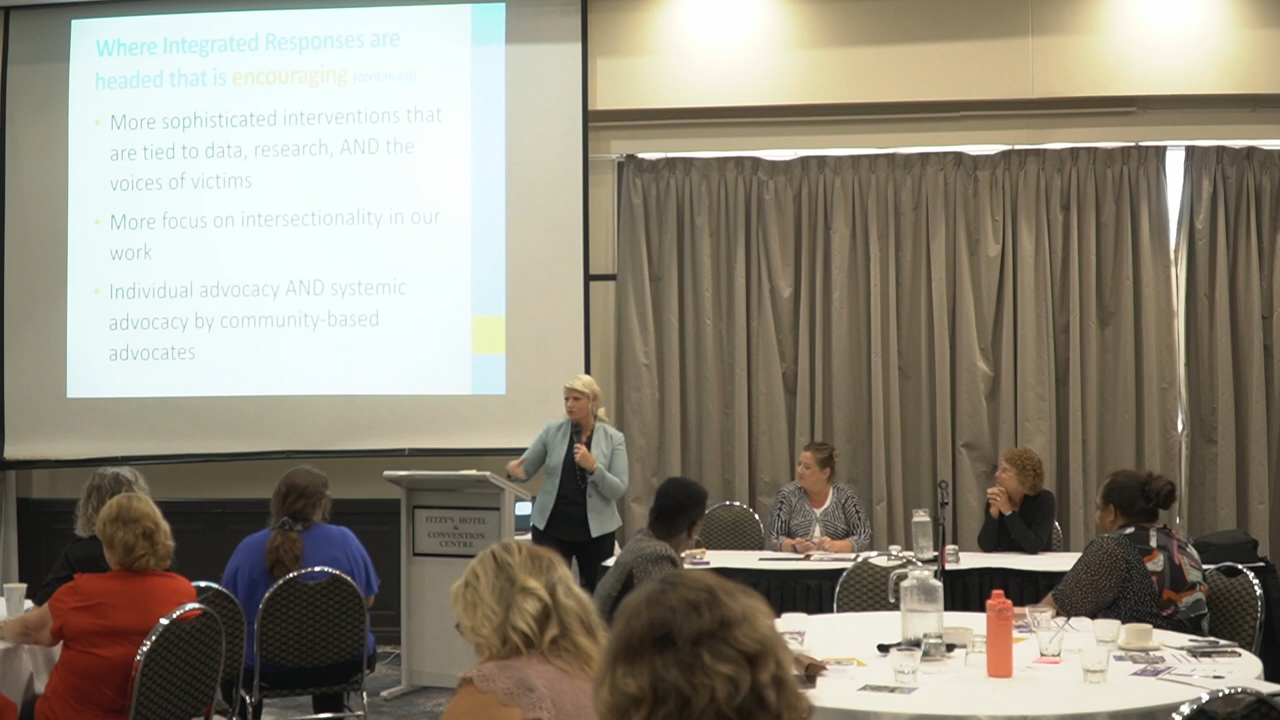 Where Integrated Responses are
headed that is encouraging (continued)
• More sophisticated interventions that
are tied to data, research, AND the
voices of victims
• More focus on intersectionality in our
work
• Individual advocacy AND systemic
advocacy by community-based
advocates
FITZY'S HOTEL
&
CONVENTION
CENTRE